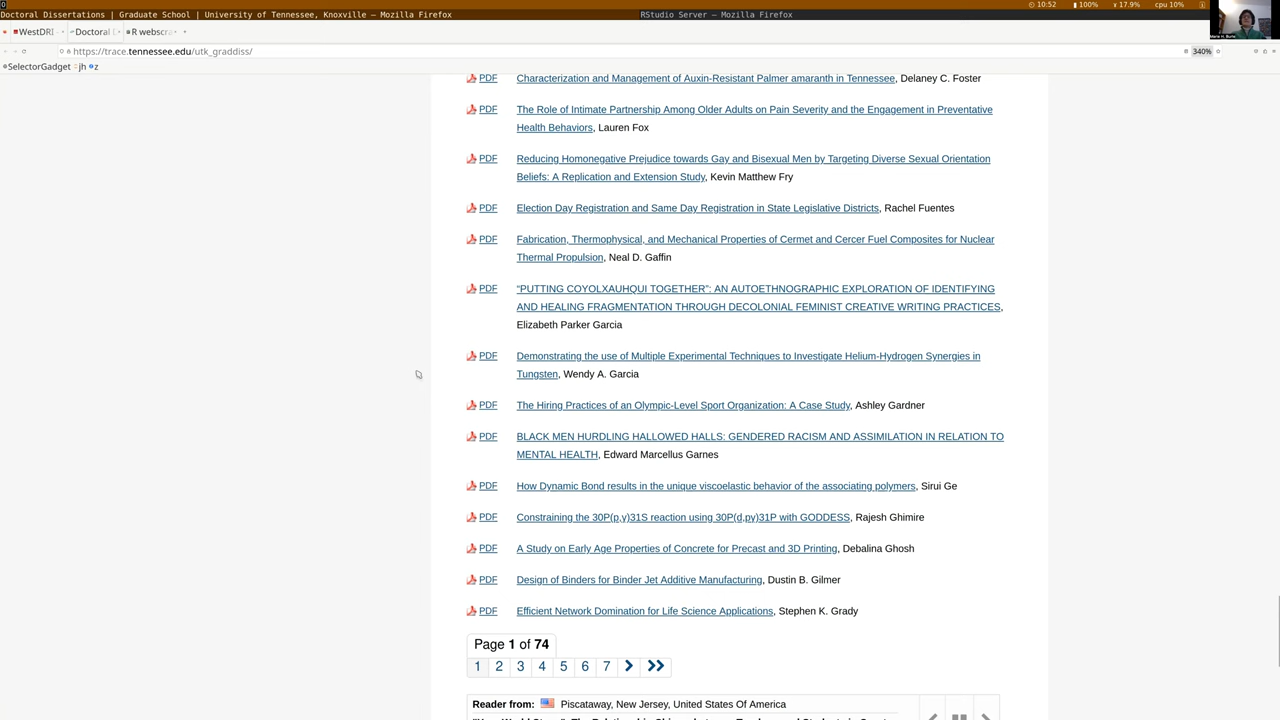 Doctoral Dissertations | Graduate School | University of Tennessee, Knoxville — Mozilla Firefox
RStudio Server — Mozilla Firefox
10:52
100%
17.9%
cpu 10%
WestDRI
Doctoral D
R webscra
https://trace.tennessee.edu/utk_graddiss/
340%
SelectorGadget
jh
z
PDF Characterization and Management of Auxin-Resistant Palmer amaranth in Tennessee, Delaney C. Foster
PDF The Role of Intimate Partnership Among Older Adults on Pain Severity and the Engagement in Preventative
Health Behaviors, Lauren Fox
PDF Reducing Homonegative Prejudice towards Gay and Bisexual Men by Targeting Diverse Sexual Orientation
Beliefs: A Replication and Extension Study, Kevin Matthew Fry
PDF Election Day Registration and Same Day Registration in State Legislative Districts, Rachel Fuentes
PDF Fabrication, Thermophysical, and Mechanical Properties of Cermet and Cercer Fuel Composites for Nuclear
Thermal Propulsion, Neal D. Gaffin
PDF “PUTTING COYOLXAUHQUI TOGETHER”: AN AUTOETHNOGRAPHIC EXPLORATION OF IDENTIFYING
AND HEALING FRAGMENTATION THROUGH DECOLONIAL FEMINIST CREATIVE WRITING PRACTICES,
Elizabeth Parker Garcia
PDF Demonstrating the use of Multiple Experimental Techniques to Investigate Helium-Hydrogen Synergies in
Tungsten, Wendy A. Garcia
PDF The Hiring Practices of an Olympic-Level Sport Organization: A Case Study, Ashley Gardner
PDF BLACK MEN HURDLING HALLOWED HALLS: GENDERED RACISM AND ASSIMILATION IN RELATION TO
MENTAL HEALTH, Edward Marcellus Garnes
PDF How Dynamic Bond results in the unique viscoelastic behavior of the associating polymers, Sirui Ge
PDF Constraining the 30P(p,γ)31S reaction using 30P(d,pγ)31P with GODDESS, Rajesh Ghimire
PDF A Study on Early Age Properties of Concrete for Precast and 3D Printing, Debalina Ghosh
PDF Design of Binders for Binder Jet Additive Manufacturing, Dustin B. Gilmer
PDF Efficient Network Domination for Life Science Applications, Stephen K. Grady
Page 1 of 74
1 2 3 4 5 6 7
Reader from: Piscataway, New Jersey, United States Of America